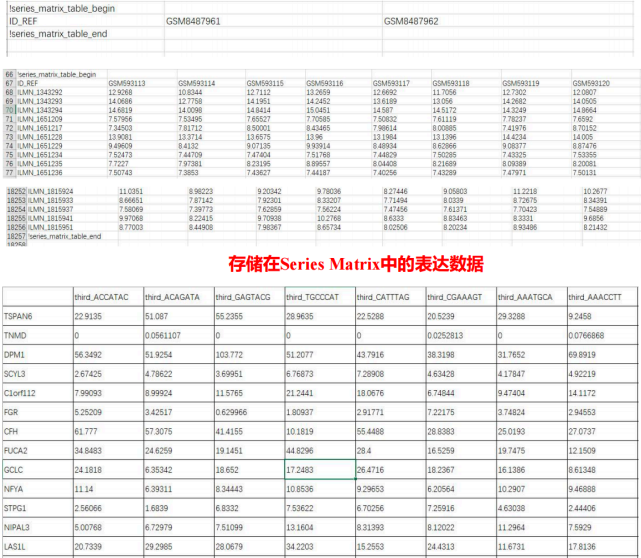 !series_matrix_table_begin
ID_REF GSM8487961 GSM8487962
!series_matrix_table_end
66 !series_matrix_table_begin
67 ID_REF GSM593113 GSM593114 GSM593115 GSM593116 GSM593117 GSM593118 GSM593119 GSM593120
68 ILMN_1343292 12.9268 10.8344 12.7112 13.2659 12.6692 11.7056 12.7302 12.0807
69 ILMN_1343293 14.0686 12.7758 14.1951 14.2452 13.6189 13.056 14.2682 14.0505
70 ILMN_1343294 14.6819 14.0098 14.8414 15.0451 14.587 14.5172 14.3249 14.8664
71 ILMN_1651209 7.57956 7.53495 7.65527 7.70585 7.50832 7.61119 7.78237 7.6592
72 ILMN_1651217 7.34503 7.81712 8.50001 8.43465 7.98614 8.00885 7.41976 8.70152
73 ILMN_1651228 13.9081 13.3714 13.6575 13.96 13.1984 13.1396 14.4234 14.005
74 ILMN_1651229 9.49609 8.4132 9.07135 9.93914 8.48934 8.62866 9.08377 8.87476
75 ILMN_1651234 7.52473 7.44709 7.47404 7.51768 7.44829 7.50285 7.43325 7.53355
76 ILMN_1651235 7.7227 7.97381 8.23195 8.89557 8.04408 8.21689 8.09389 8.20081
77 ILMN_1651236 7.50743 7.3853 7.43627 7.44187 7.40256 7.43289 7.47971 7.50131
18252 ILMN_1815924 11.0351 8.98223 9.20342 9.78036 8.27446 9.05803 11.2218 10.2677
18253 ILMN_1815933 8.66651 7.87142 7.92301 8.33207 7.71494 8.0339 8.72675 8.34391
18254 ILMN_1815937 7.58069 7.39773 7.62859 7.56224 7.47456 7.61371 7.70423 7.54889
18255 ILMN_1815941 9.97068 8.22415 9.70938 10.2768 8.6333 8.83463 8.3331 9.6856
18256 ILMN_1815951 8.77003 8.44908 7.98367 8.65734 8.02506 8.20234 8.93486 8.21432
18257 !series_matrix_table_end
18258
存储在Series Matrix中的表达数据
third_ACCATAC third_ACAGATA third_GAGTACG third_TGCCCAT third_CATTTAG third_CGAAAGT third_AAATGCA third_AAACCTT
TSPAN6 22.9135 51.087 55.2355 28.9635 22.5288 20.5239 29.3288 9.2458
TNMD 0 0.0561107 0 0 0 0.0252813 0 0.0766868
DPM1 56.3492 51.9254 103.772 51.2077 43.7916 38.3198 31.7652 69.8919
SCYL3 2.67425 4.78622 3.69951 6.76873 7.28908 4.63428 4.17847 4.92219
C1orf112 7.99093 8.99924 11.5765 21.2441 18.0676 6.74844 9.47404 14.1172
FGR 5.25209 3.42517 0.629966 1.80937 2.91771 7.22175 3.74824 2.94553
CFH 61.777 57.3075 41.4155 10.1819 55.4488 28.8383 25.0193 27.0737
FUCA2 34.8483 24.6259 19.1451 44.8296 28.4 16.5259 19.7475 12.1509
GCLC 24.1818 6.35342 18.652 17.2483 26.4716 18.2367 16.1386 8.61348
NFYA 11.14 6.39311 8.34443 10.8536 9.29653 6.20564 10.2907 9.46888
STPG1 2.56066 1.6839 6.8332 7.53622 6.70256 7.25916 4.63038 2.44406
NIPAL3 5.00768 6.72979 7.51099 13.1604 8.31393 8.12022 11.2964 7.5929
LAS1L 20.7339 29.2985 28.0679 34.2203 15.2553 24.4313 11.6731 17.8136